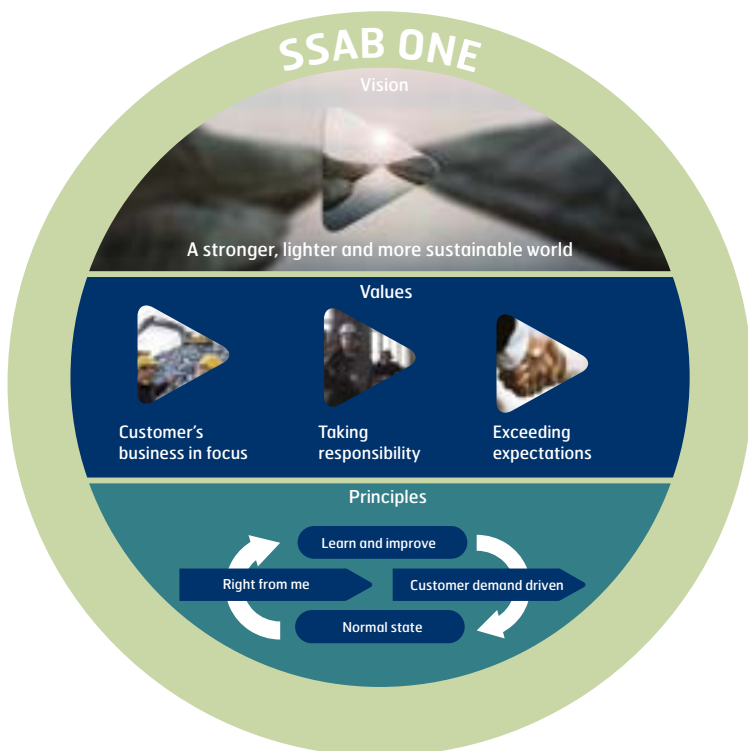 SSAB ONE
Vision
A stronger, lighter and more sustainable world
Values
Customer’s
business in focus
Taking
responsibility
Exceeding
expectations
Principles
Learn and improve
Right from me
Customer demand driven
Normal state